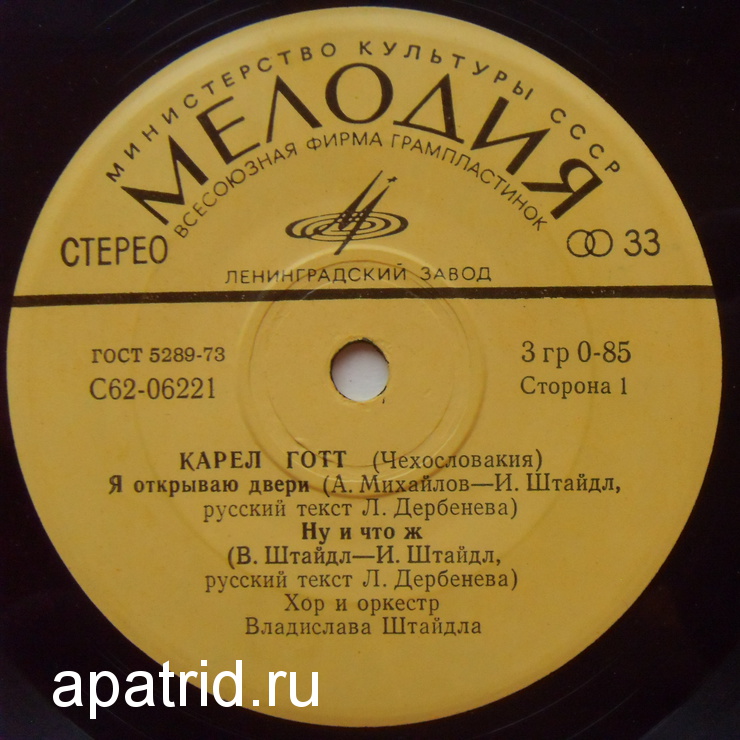 МИНИСТЕРСТВО КУЛЬТУРЫ СССР
МЕЛОДИЯ
ВСЕСОЮЗНАЯ ФИРМА ГРАМПЛАСТИНОК
СТЕРЕО 33
ЛЕНИНГРАДСКИЙ ЗАВОД
ГОСТ 5289-73 3 гр 0-85
С62-06221 Сторона 1
КАРЕЛ ГОТТ (Чехословакия)
Я открываю двери (А. Михайлов—И. Штайдл,
русский текст Л. Дербенева)
Ну и что ж
(В. Штайдл—И. Штайдл,
русский текст Л. Дербенева)
Хор и оркестр
Владислава Штайдла
apatrid.ru